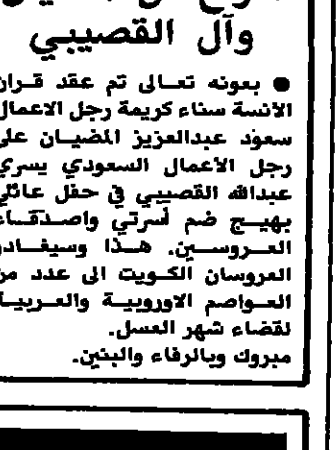 وآل القصيبي
● بعونه تعالى تم عقد قران
الآنسة سناء كريمة رجل الاعمال
سعود عبدالعزيز المضيان على
رجل الأعمال السعودي يسري
عبدالله القصيبي في حفل عائلي
بهيج ضم أسرتي واصدقاء
العروسين. هذا وسيغادر
العروسان الكويت الى عدد من
العواصم الاوروبية والعربية
لقضاء شهر العسل.
مبروك وبالرفاء والبنين.